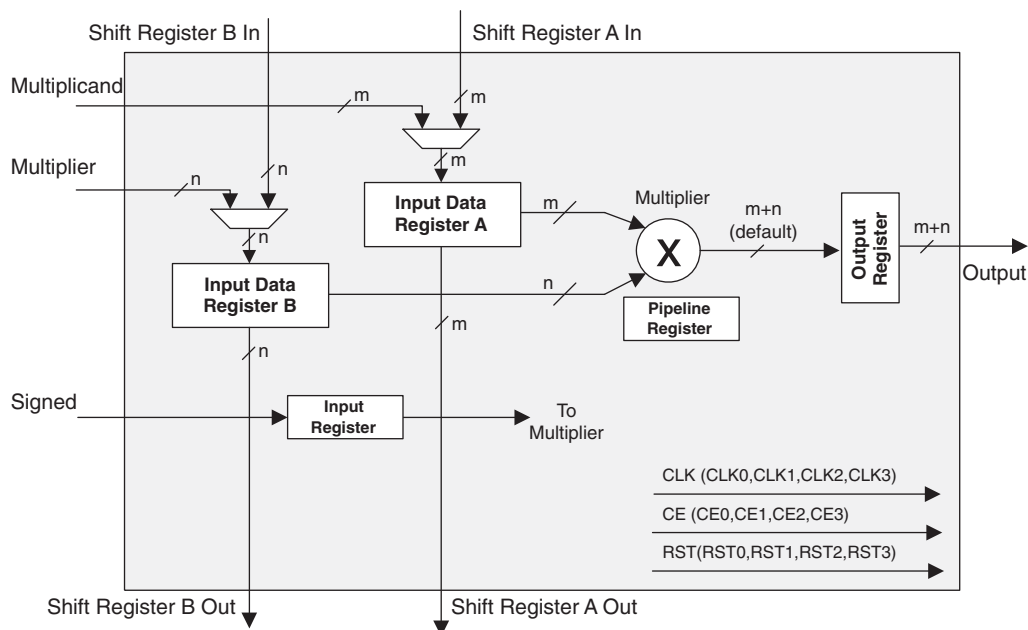 Shift Register B In
Shift Register A In
Multiplicand
m
m
Multiplier
n
n
m
n
Input Data
Register A
m
Multiplier
X
m+n
(default)
Output
Register
m+n
Output
Input Data
Register B
n
Pipeline
Register
m
n
Signed
Input
Register
To
Multiplier
CLK (CLK0,CLK1,CLK2,CLK3)
CE (CE0,CE1,CE2,CE3)
RST(RST0,RST1,RST2,RST3)
Shift Register B Out
Shift Register A Out